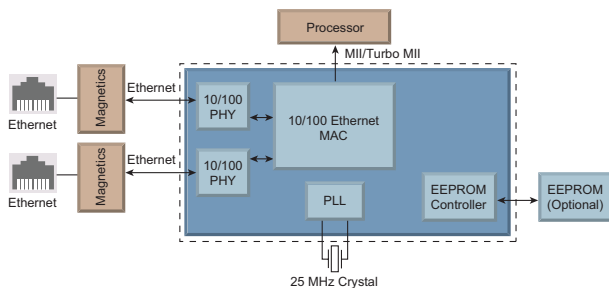 Processor
MII/Turbo MII
Ethernet
Magnetics
Ethernet
10/100
PHY
10/100 Ethernet
MAC
Ethernet
Magnetics
Ethernet
10/100
PHY
PLL
EEPROM
Controller
EEPROM
(Optional)
25 MHz Crystal